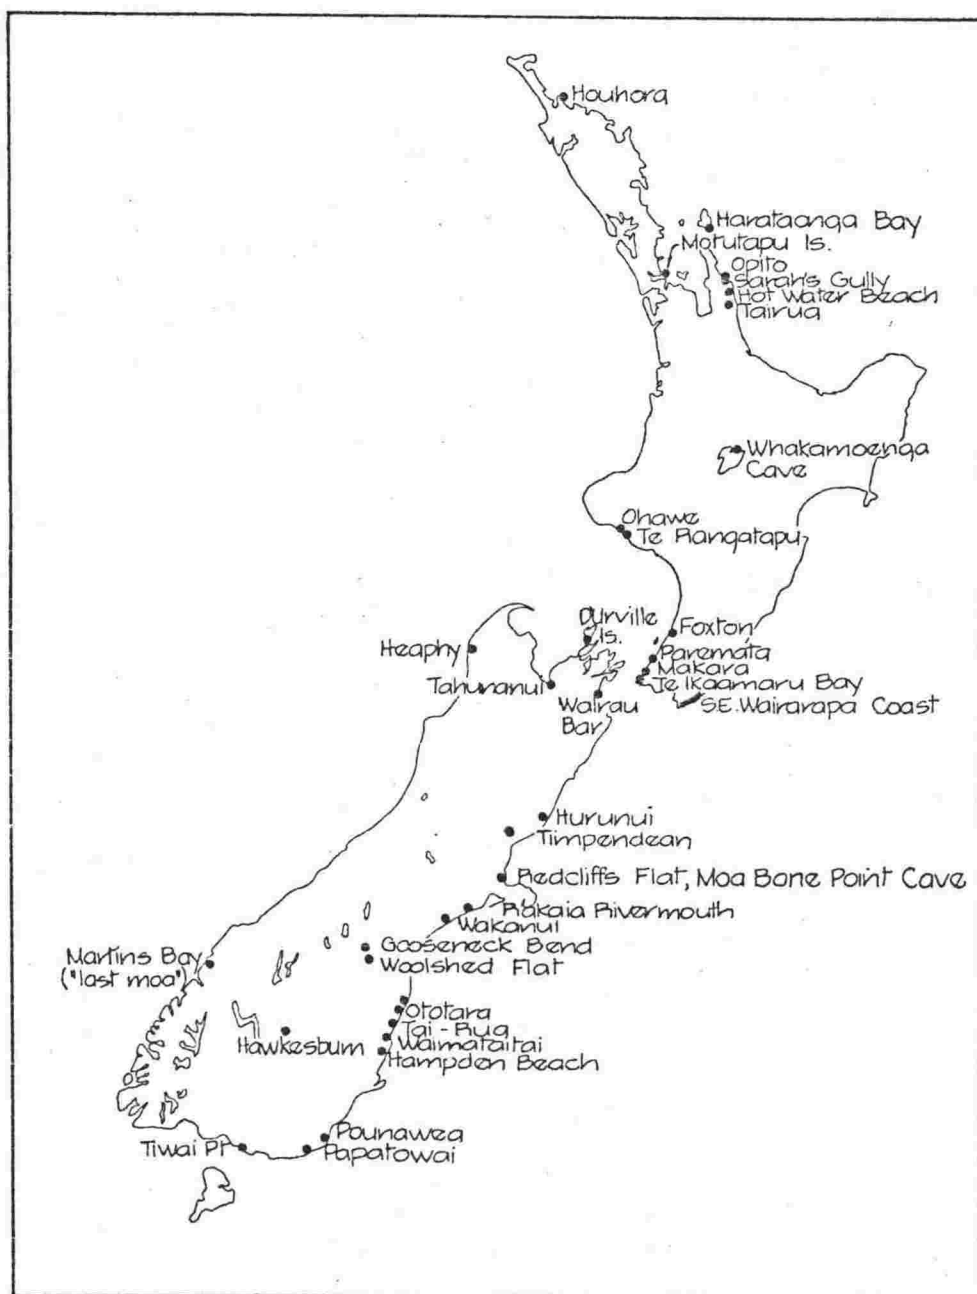 Houhora
Harataonga Bay
Motutapu Is.
Opito
Sarah's Gully
Hot Water Beach
Tairua
Whakamoenga
Cave
Ohawe
Te Rangatapu
D'Urville
Is.
Foxton
Heaphy
Paremata
Makara
Tahunanui
Te Ikaamaru Bay
Wairau
Bar
S.E. Wairarapa Coast
Hurunui
Timpendean
Redcliffs Flat, Moa Bone Point Cave
Rakaia Rivermouth
Wakanui
Gooseneck Bend
Woolshed Flat
Martins Bay
("last moa")
Ototara
Tai-Rua
Waimataitai
Hampden Beach
Hawkesburn
Pounawea
Papatowai
Tiwai Pt